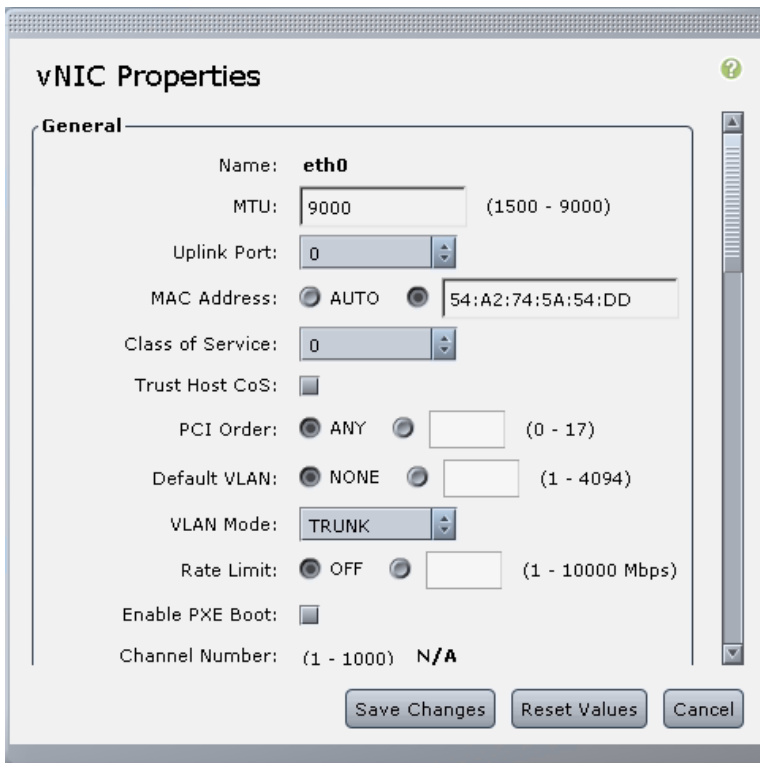 vNIC Properties
?
General
Name: eth0
MTU: 9000 (1500 - 9000)
Uplink Port: 0
MAC Address: AUTO 54:A2:74:5A:54:DD
Class of Service: 0
Trust Host CoS:
PCI Order: ANY (0 - 17)
Default VLAN: NONE (1 - 4094)
VLAN Mode: TRUNK
Rate Limit: OFF (1 - 10000 Mbps)
Enable PXE Boot:
Channel Number: (1 - 1000) N/A
Save Changes Reset Values Cancel